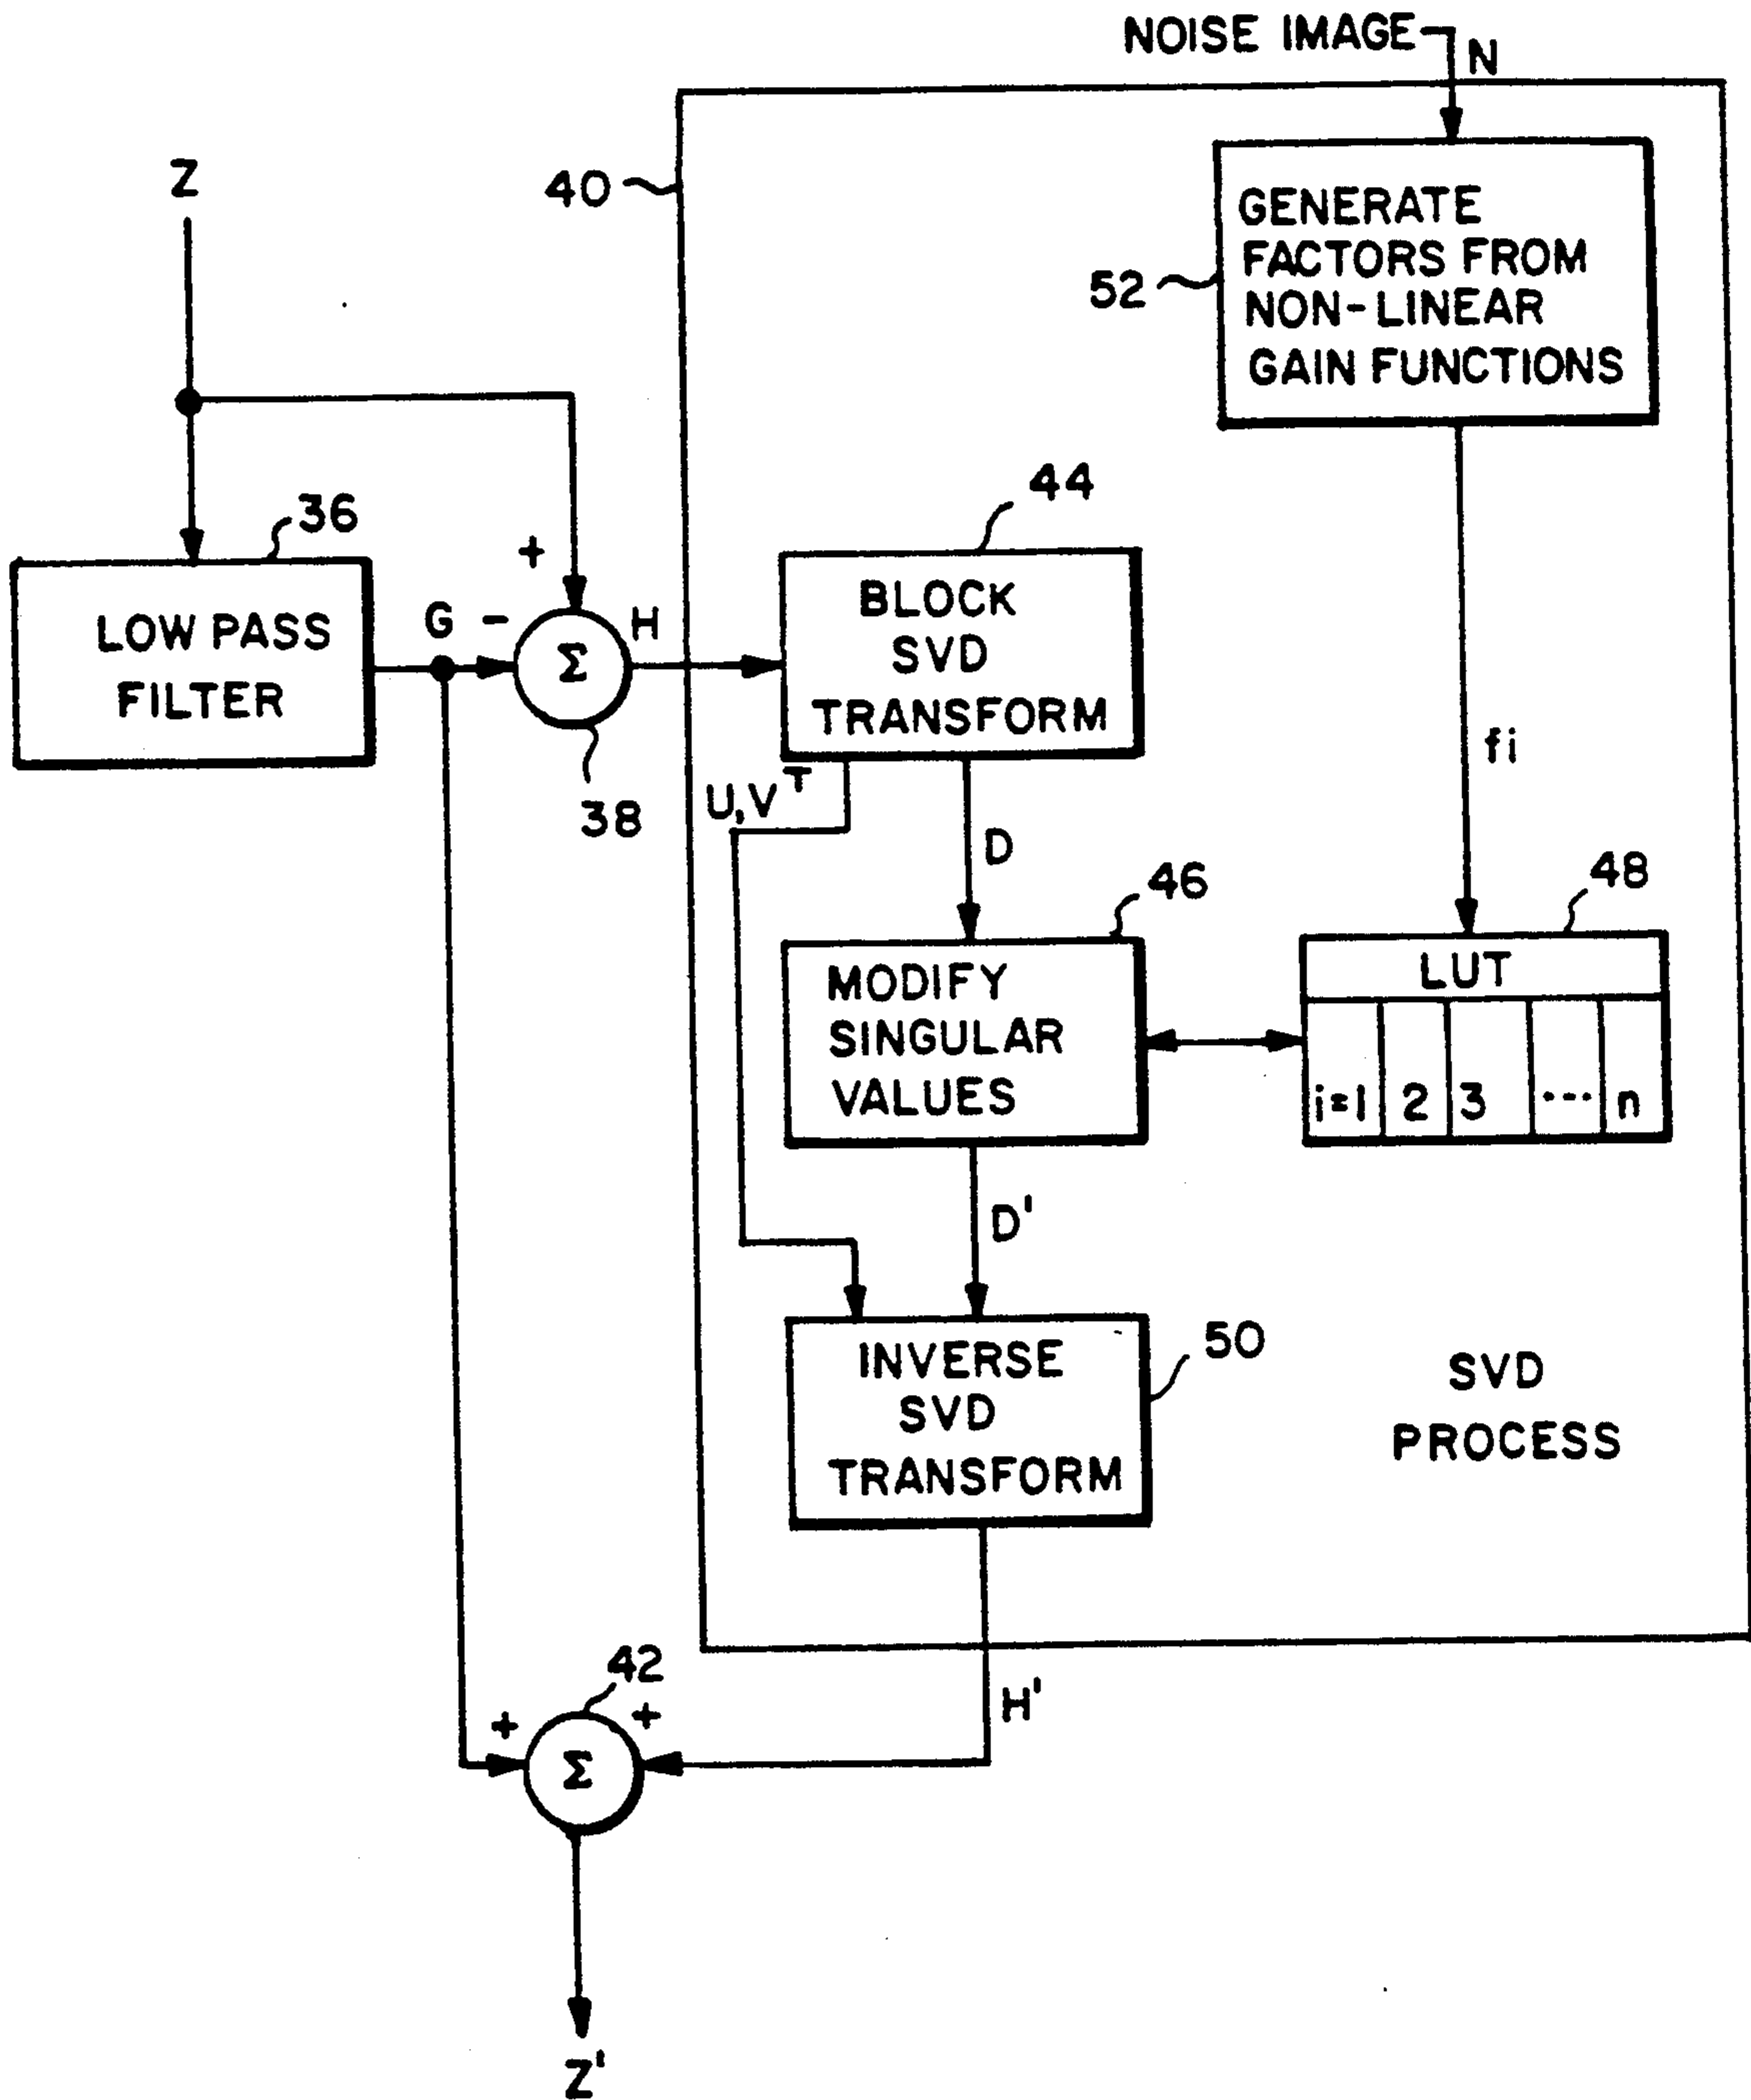 NOISE IMAGE
N
Z
40
52
GENERATE
FACTORS FROM
NON-LINEAR
GAIN FUNCTIONS
36
LOW PASS
FILTER
G
-
+
Σ
38
H
44
BLOCK
SVD
TRANSFORM
U,V^T
D
fi
46
MODIFY
SINGULAR
VALUES
48
LUT
i=1 2 3 ... n
D'
50
INVERSE
SVD
TRANSFORM
SVD
PROCESS
42
+
+
Σ
H'
Z'